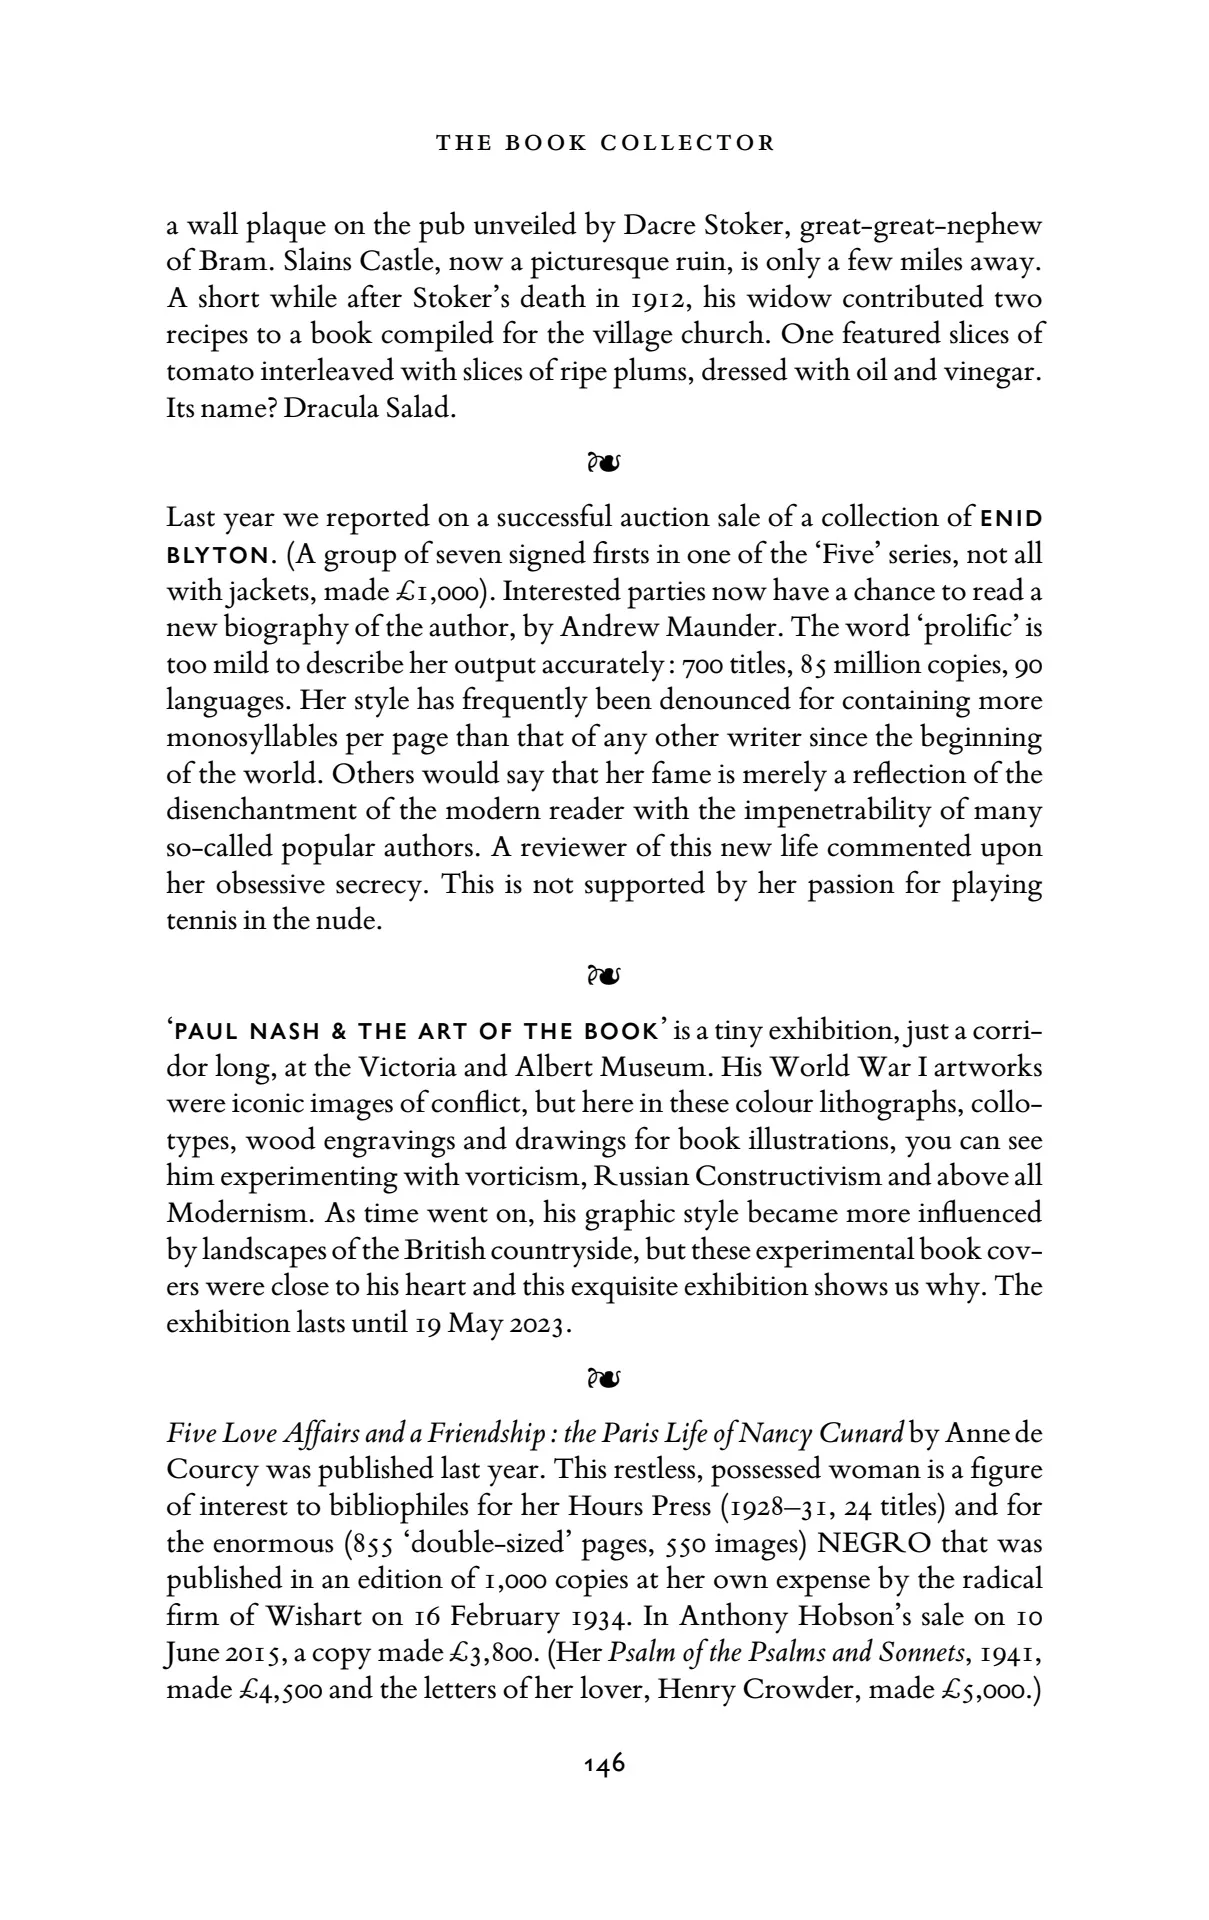 THE BOOK COLLECTOR
a wall plaque on the pub unveiled by Dacre Stoker, great-great-nephew
of Bram. Slains Castle, now a picturesque ruin, is only a few miles away.
A short while after Stoker’s death in 1912, his widow contributed two
recipes to a book compiled for the village church. One featured slices of
tomato interleaved with slices of ripe plums, dressed with oil and vinegar.
Its name? Dracula Salad.
❧
Last year we reported on a successful auction sale of a collection of ENID
BLYTON. (A group of seven signed firsts in one of the ‘Five’ series, not all
with jackets, made £1,000). Interested parties now have a chance to read a
new biography of the author, by Andrew Maunder. The word ‘prolific’ is
too mild to describe her output accurately: 700 titles, 85 million copies, 90
languages. Her style has frequently been denounced for containing more
monosyllables per page than that of any other writer since the beginning
of the world. Others would say that her fame is merely a reflection of the
disenchantment of the modern reader with the impenetrability of many
so-called popular authors. A reviewer of this new life commented upon
her obsessive secrecy. This is not supported by her passion for playing
tennis in the nude.
❧
‘PAUL NASH & THE ART OF THE BOOK’ is a tiny exhibition, just a corri-
dor long, at the Victoria and Albert Museum. His World War I artworks
were iconic images of conflict, but here in these colour lithographs, collo-
types, wood engravings and drawings for book illustrations, you can see
him experimenting with vorticism, Russian Constructivism and above all
Modernism. As time went on, his graphic style became more influenced
by landscapes of the British countryside, but these experimental book cov-
ers were close to his heart and this exquisite exhibition shows us why. The
exhibition lasts until 19 May 2023.
❧
Five Love Affairs and a Friendship : the Paris Life of Nancy Cunard by Anne de
Courcy was published last year. This restless, possessed woman is a figure
of interest to bibliophiles for her Hours Press (1928–31, 24 titles) and for
the enormous (855 ‘double-sized’ pages, 550 images) NEGRO that was
published in an edition of 1,000 copies at her own expense by the radical
firm of Wishart on 16 February 1934. In Anthony Hobson’s sale on 10
June 2015, a copy made £3,800. (Her Psalm of the Psalms and Sonnets, 1941,
made £4,500 and the letters of her lover, Henry Crowder, made £5,000.)
146